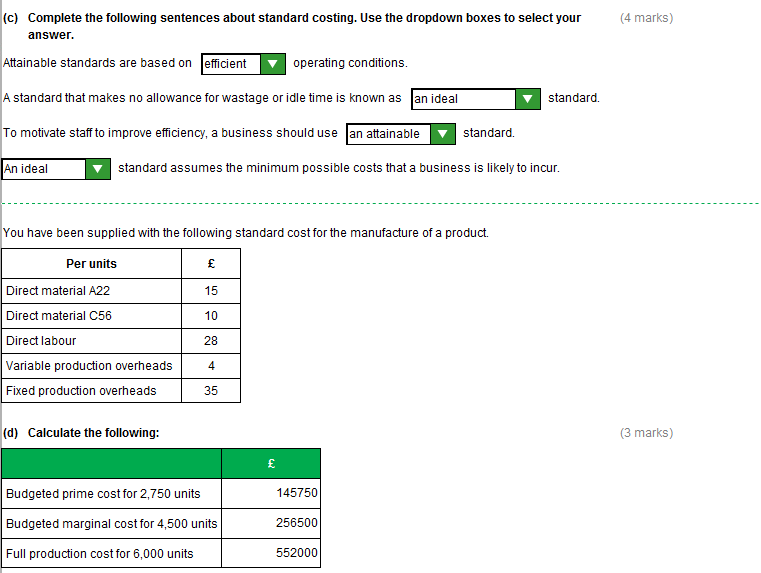 (c) Complete the following sentences about standard costing. Use the dropdown boxes to select your (4 marks)
answer.
Attainable standards are based on efficient operating conditions.
A standard that makes no allowance for wastage or idle time is known as an ideal standard.
To motivate staff to improve efficiency, a business should use an attainable standard.
An ideal standard assumes the minimum possible costs that a business is likely to incur.
You have been supplied with the following standard cost for the manufacture of a product.
Per units £
Direct material A22 15
Direct material C56 10
Direct labour 28
Variable production overheads 4
Fixed production overheads 35
(d) Calculate the following: (3 marks)
£
Budgeted prime cost for 2,750 units 145750
Budgeted marginal cost for 4,500 units 256500
Full production cost for 6,000 units 552000